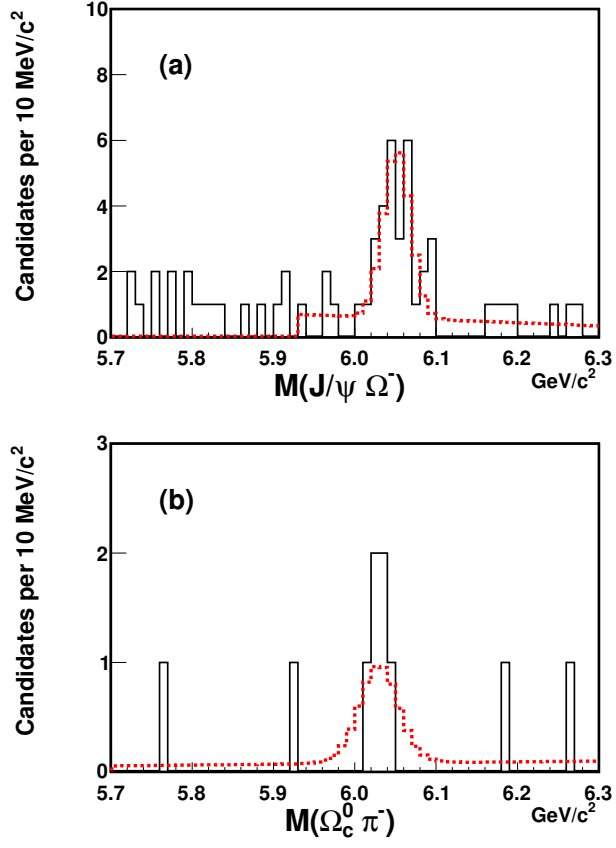 Candidates per 10 MeV/c²
10
8
6
4
2
0
(a)
5.7 5.8 5.9 6.0 6.1 6.2 6.3
M(J/ψ Ω⁻)
GeV/c²
Candidates per 10 MeV/c²
3
2
1
0
(b)
5.7 5.8 5.9 6.0 6.1 6.2 6.3
M(Ω_c⁰ π⁻)
GeV/c²